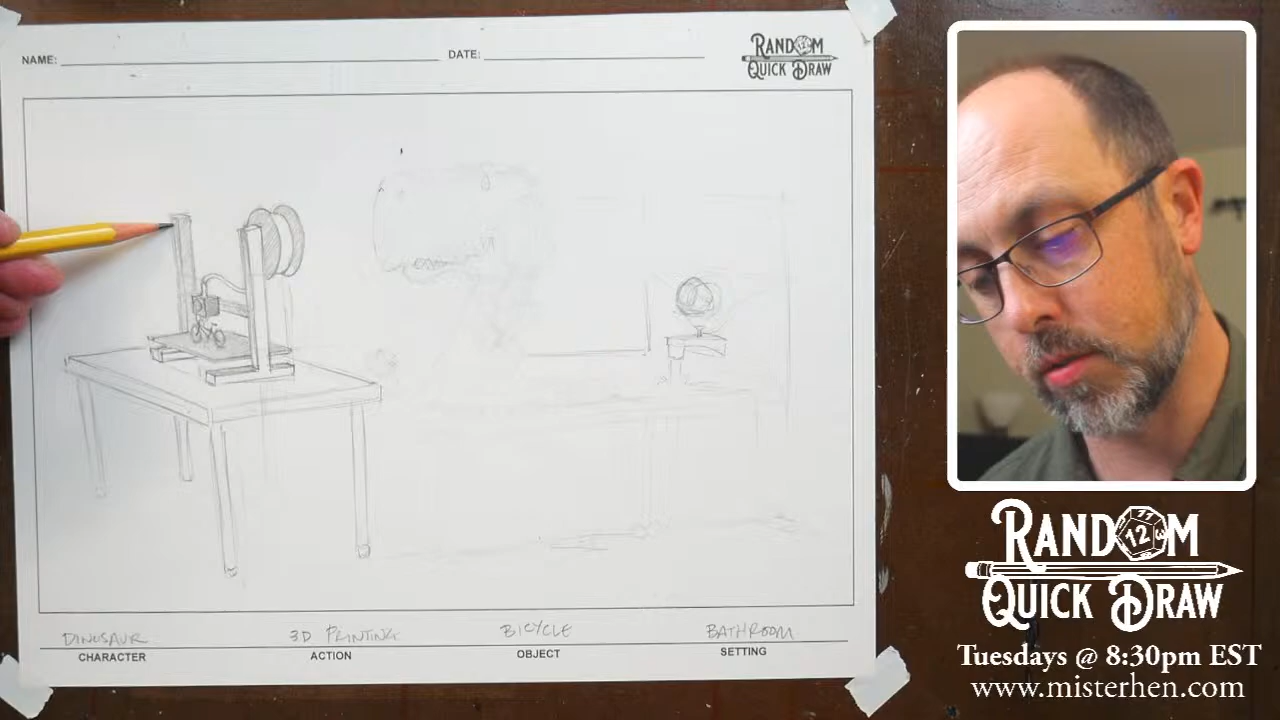 NAME:
DATE:
RANDOM
QUICK DRAW
DINOSAUR
3D PRINTING
BICYCLE
BATHROOM
CHARACTER
ACTION
OBJECT
SETTING
RANDOM
11
12
QUICK DRAW
Tuesdays @ 8:30pm EST
www.misterhen.com